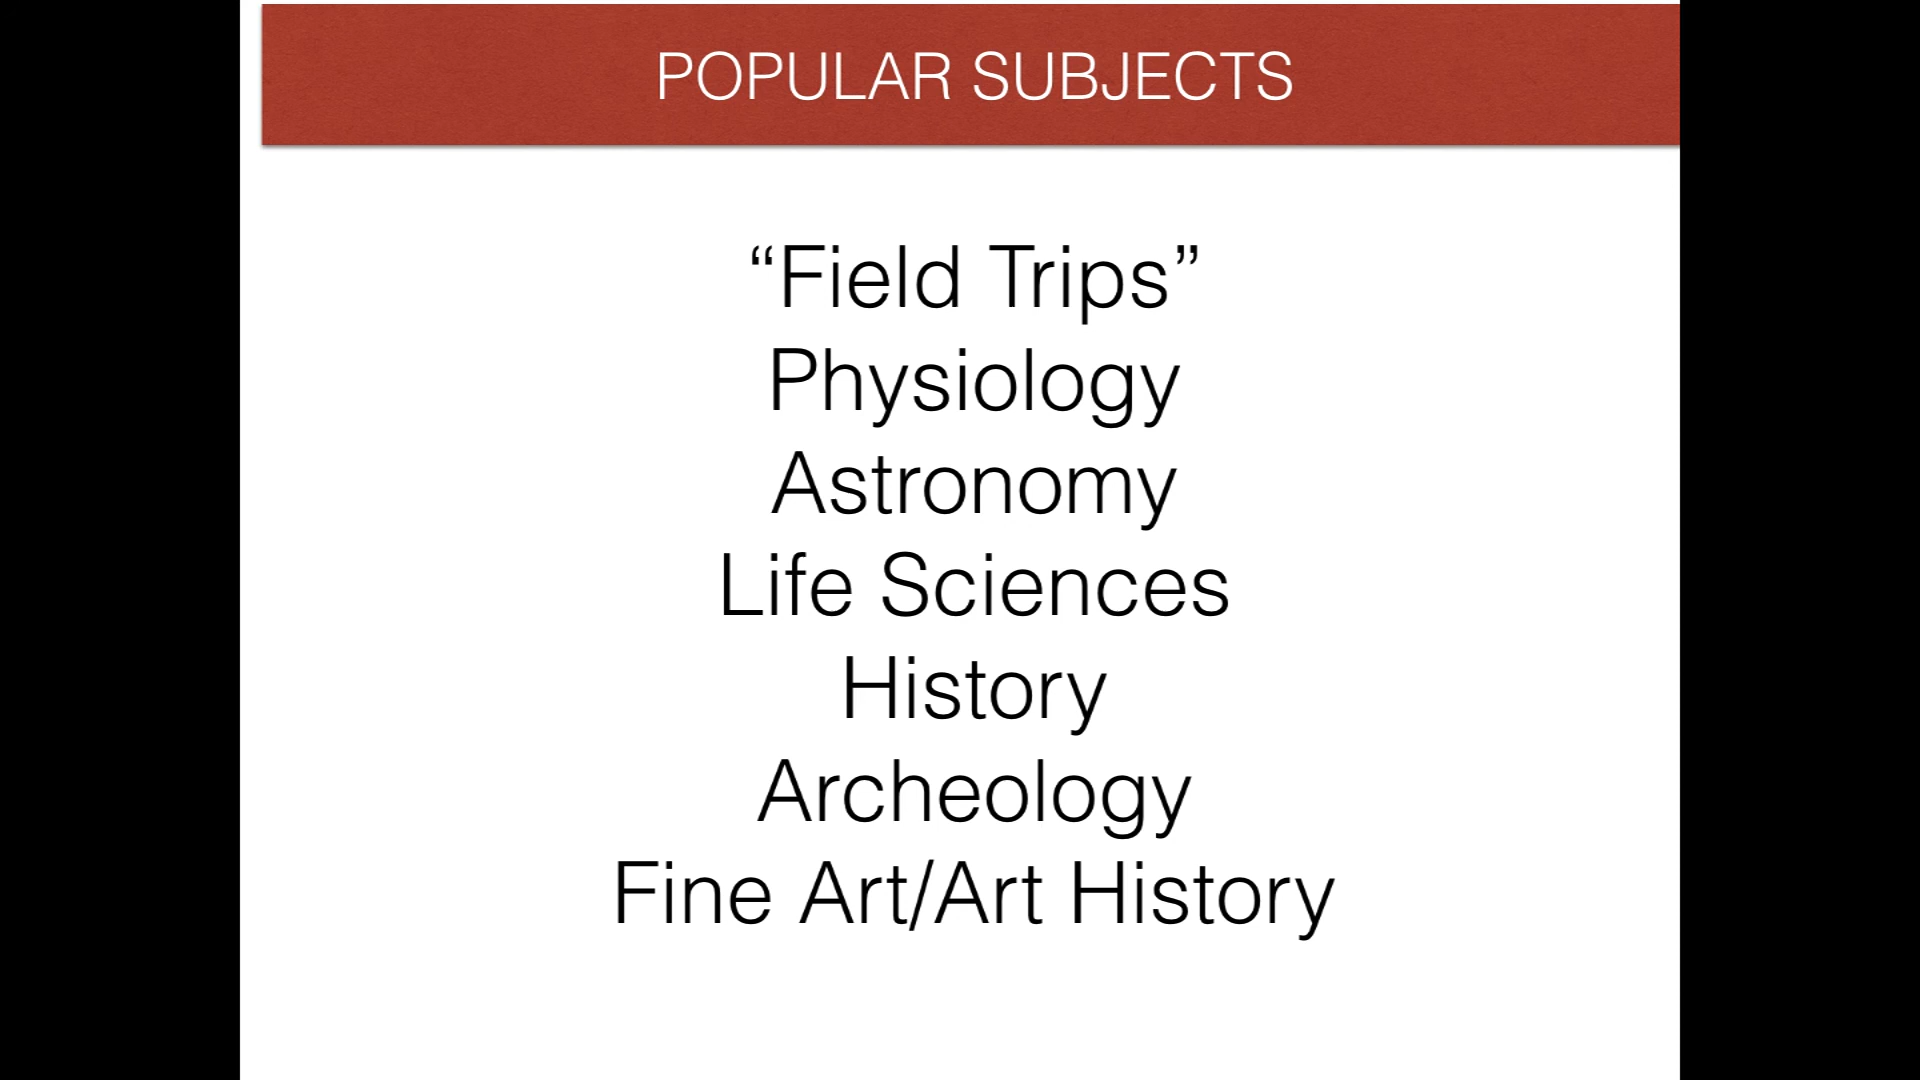 POPULAR SUBJECTS
“Field Trips”
Physiology
Astronomy
Life Sciences
History
Archeology
Fine Art/Art History